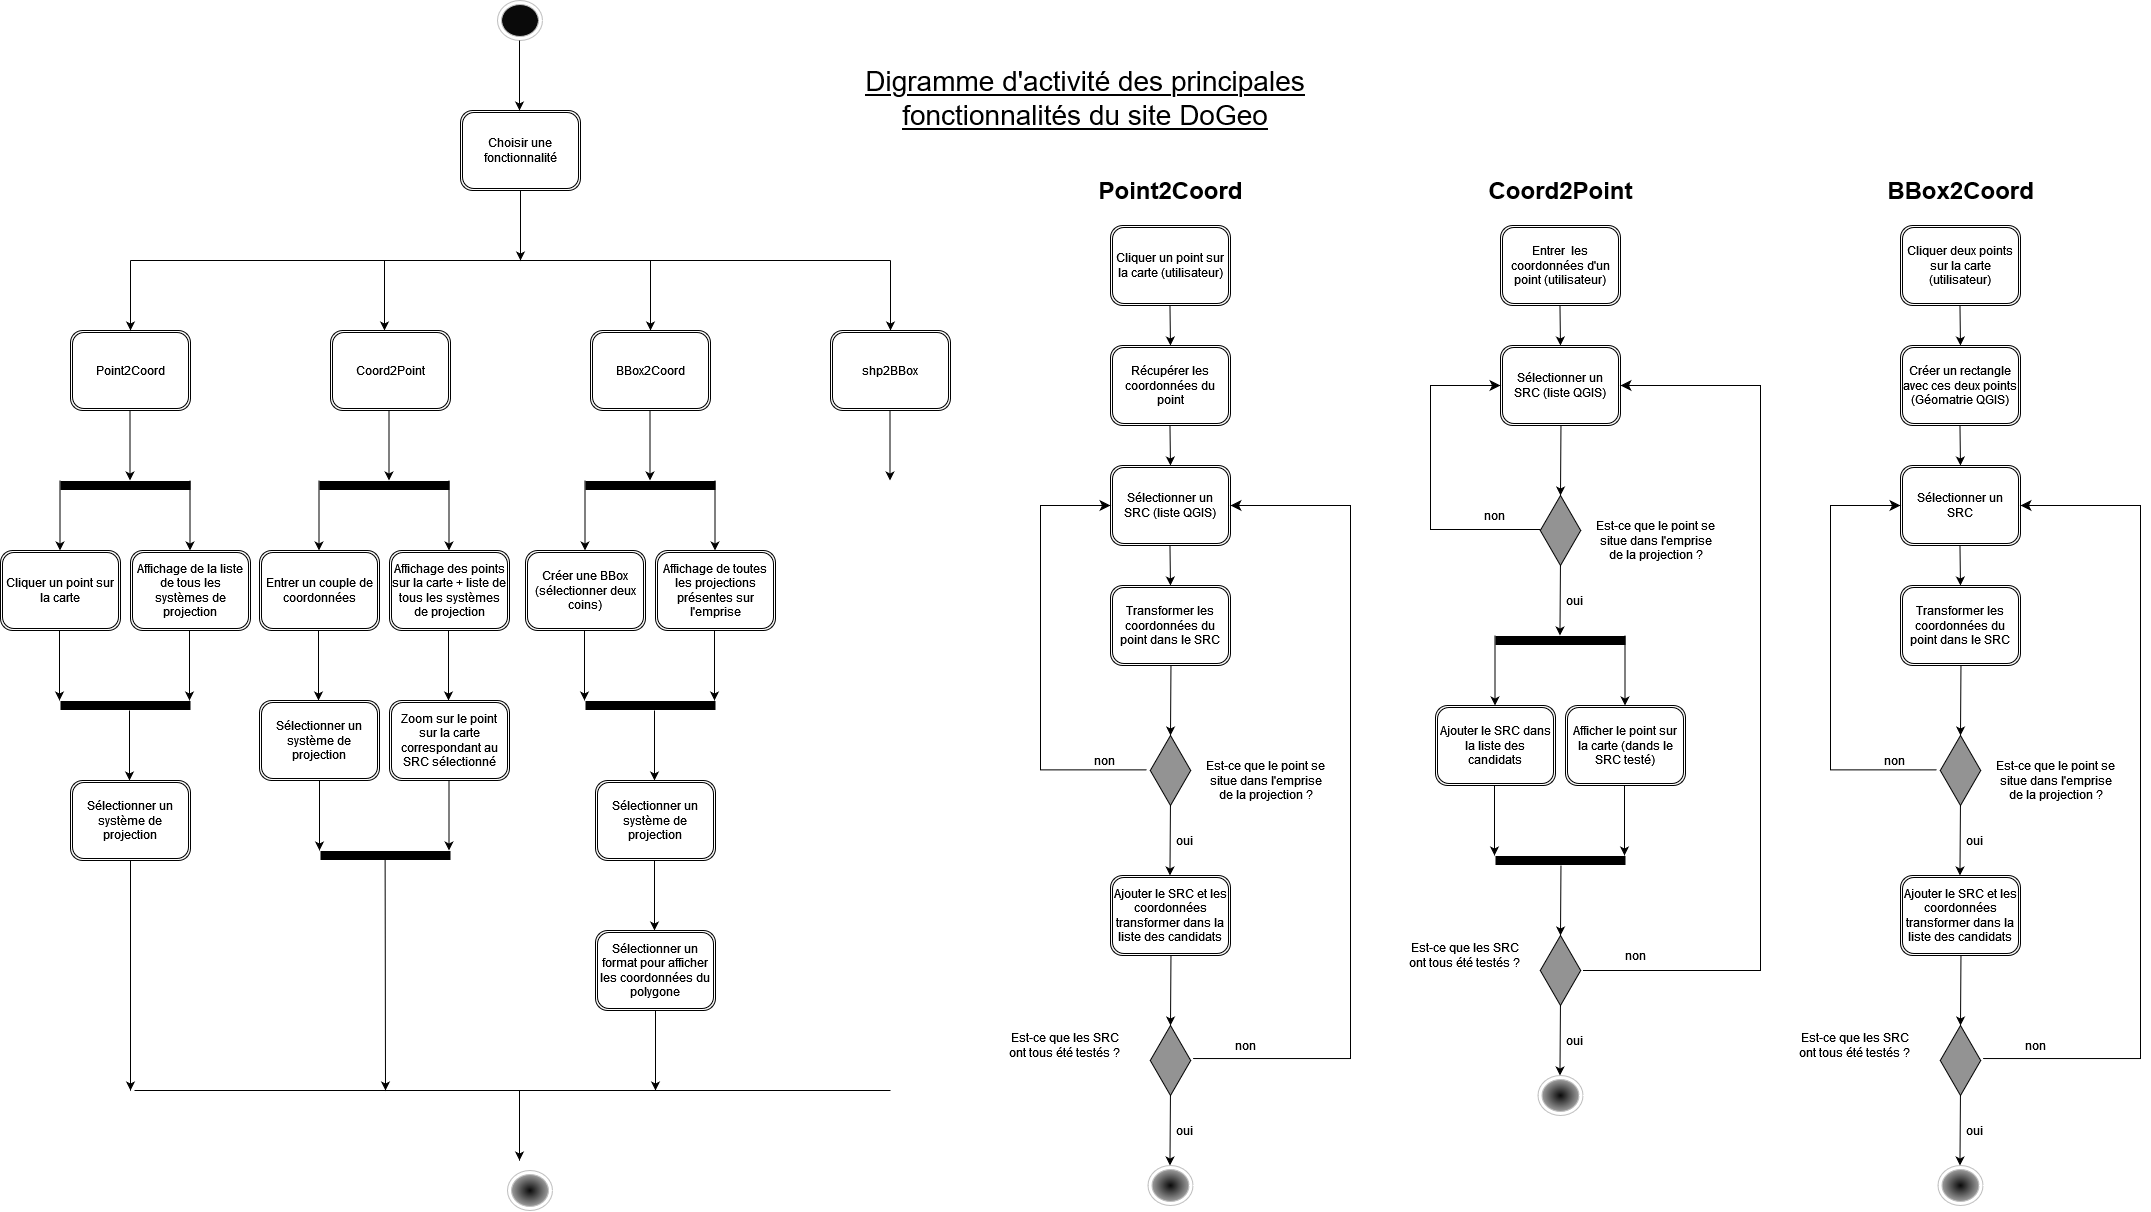 Digramme d'activité des principales
fonctionnalités du site DoGeo
Choisir une
fonctionnalité
Point2Coord
Coord2Point
BBox2Coord
shp2BBox
Cliquer un point sur
la carte
Affichage de la liste
de tous les
systèmes de
projection
Entrer un couple de
coordonnées
Affichage des points
sur la carte + liste de
tous les systèmes
de projection
Créer une BBox
(sélectionner deux
coins)
Affichage de toutes
les projections
présentes sur
l'emprise
Sélectionner un
système de
projection
Zoom sur le point
sur la carte
correspondant au
SRC sélectionné
Sélectionner un
système de
projection
Sélectionner un
système de
projection
Sélectionner un
format pour afficher
les coordonnées du
polygone
Point2Coord
Cliquer un point sur
la carte (utilisateur)
Récupérer les
coordonnées du
point
Sélectionner un
SRC (liste QGIS)
Transformer les
coordonnées du
point dans le SRC
non
Est-ce que le point se
situe dans l'emprise
de la projection ?
oui
Ajouter le SRC et les
coordonnées
transformer dans la
liste des candidats
Est-ce que les SRC
ont tous été testés ?
non
oui
Coord2Point
Entrer les
coordonnées d'un
point (utilisateur)
Sélectionner un
SRC (liste QGIS)
non
Est-ce que le point se
situe dans l'emprise
de la projection ?
oui
Ajouter le SRC dans
la liste des
candidats
Afficher le point sur
la carte (dands le
SRC testé)
Est-ce que les SRC
ont tous été testés ?
non
oui
BBox2Coord
Cliquer deux points
sur la carte
(utilisateur)
Créer un rectangle
avec ces deux points
(Géomatrie QGIS)
Sélectionner un
SRC
Transformer les
coordonnées du
point dans le SRC
non
Est-ce que le point se
situe dans l'emprise
de la projection ?
oui
Ajouter le SRC et les
coordonnées
transformer dans la
liste des candidats
Est-ce que les SRC
ont tous été testés ?
non
oui